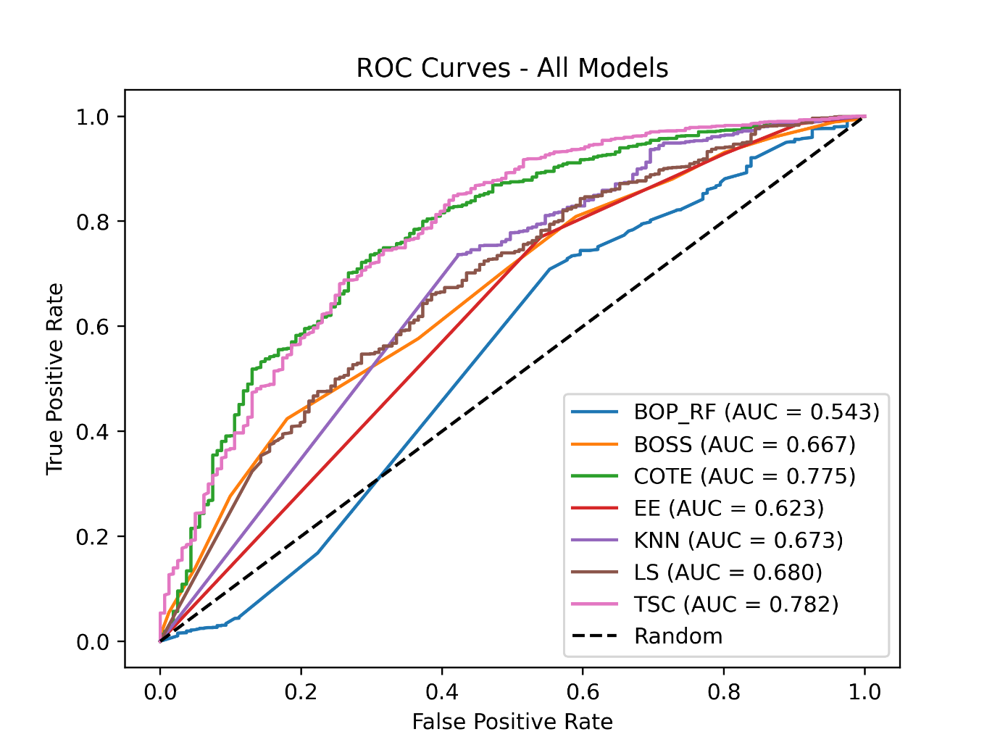 ROC Curves - All Models
True Positive Rate
1.0
0.8
0.6
0.4
0.2
0.0
BOP_RF (AUC = 0.543)
BOSS (AUC = 0.667)
COTE (AUC = 0.775)
EE (AUC = 0.623)
KNN (AUC = 0.673)
LS (AUC = 0.680)
TSC (AUC = 0.782)
Random
0.0 0.2 0.4 0.6 0.8 1.0
False Positive Rate